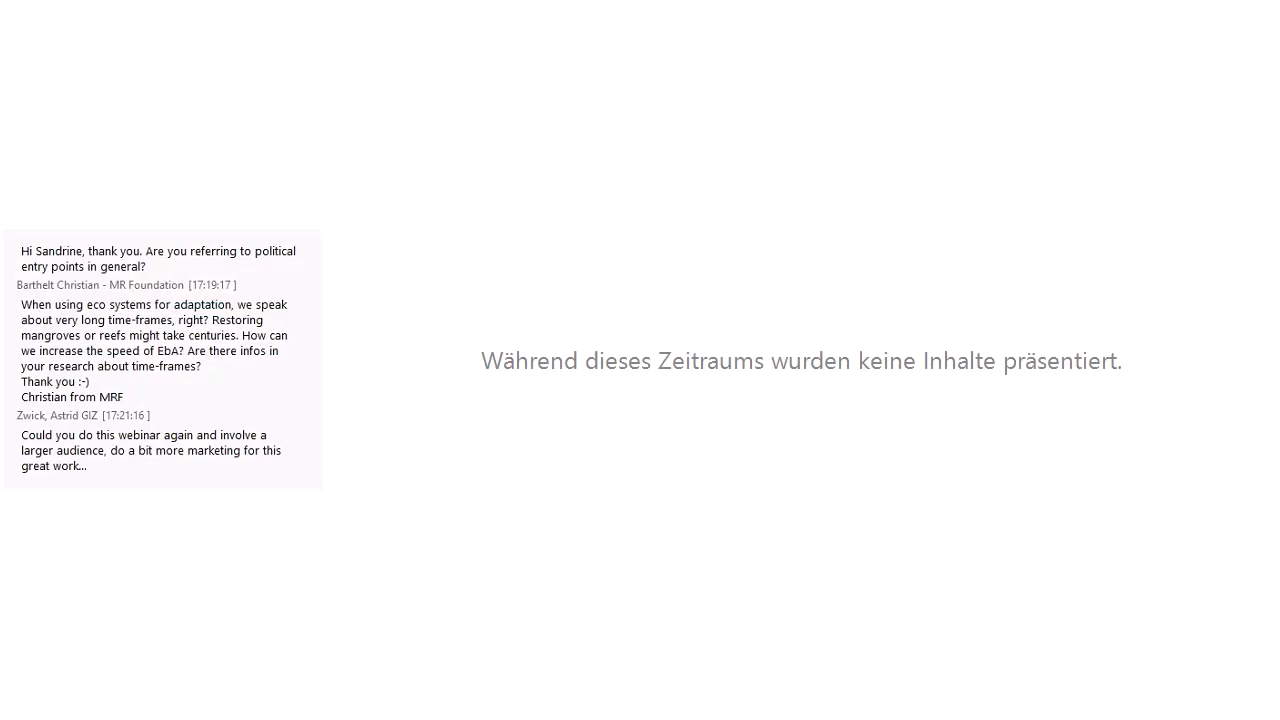 Hi Sandrine, thank you. Are you referring to political
entry points in general?
Barthelt Christian - MR Foundation [17:19:17 ]
When using eco systems for adaptation, we speak
about very long time-frames, right? Restoring
mangroves or reefs might take centuries. How can
we increase the speed of EbA? Are there infos in
your research about time-frames?
Thank you :-)
Christian from MRF
Zwick, Astrid GIZ [17:21:16 ]
Could you do this webinar again and involve a
larger audience, do a bit more marketing for this
great work...
Während dieses Zeitraums wurden keine Inhalte präsentiert.